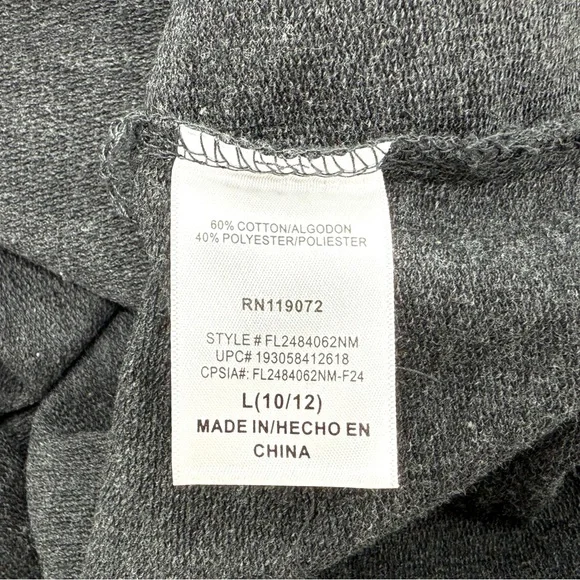 60% COTTON/ALGODON
40% POLYESTER/POLIESTER
RN119072
STYLE # FL2484062NM
UPC# 193058412618
CPSIA#: FL2484062NM-F24
L(10/12)
MADE IN/HECHO EN
CHINA